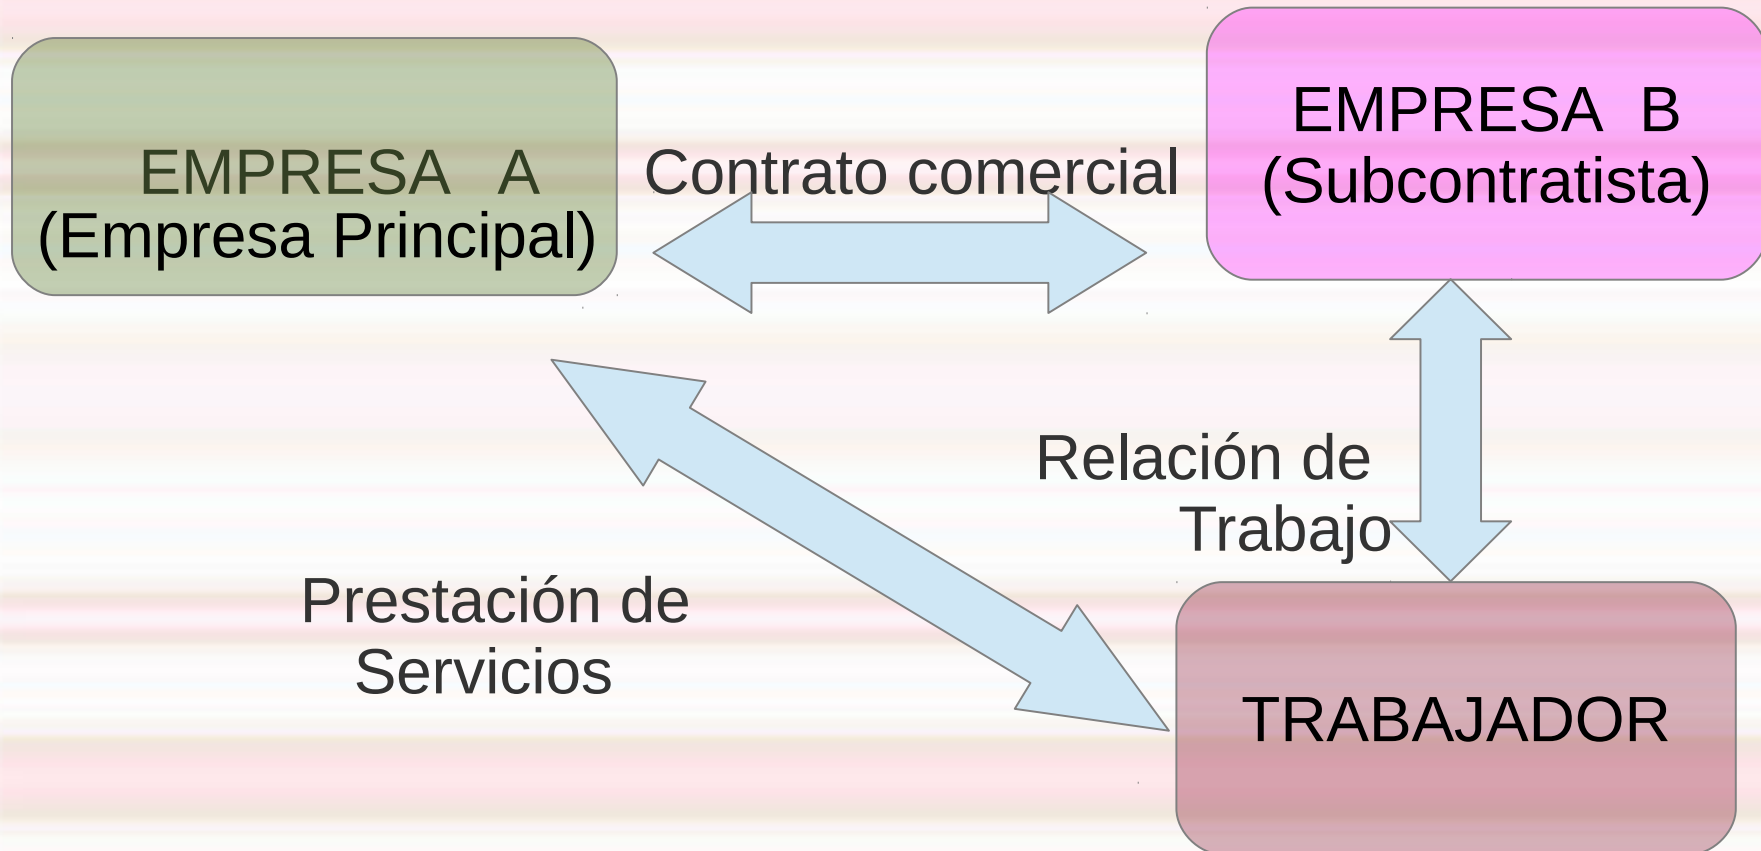 EMPRESA A
(Empresa Principal)
Contrato comercial
EMPRESA B
(Subcontratista)
Relación de
Trabajo
Prestación de
Servicios
TRABAJADOR